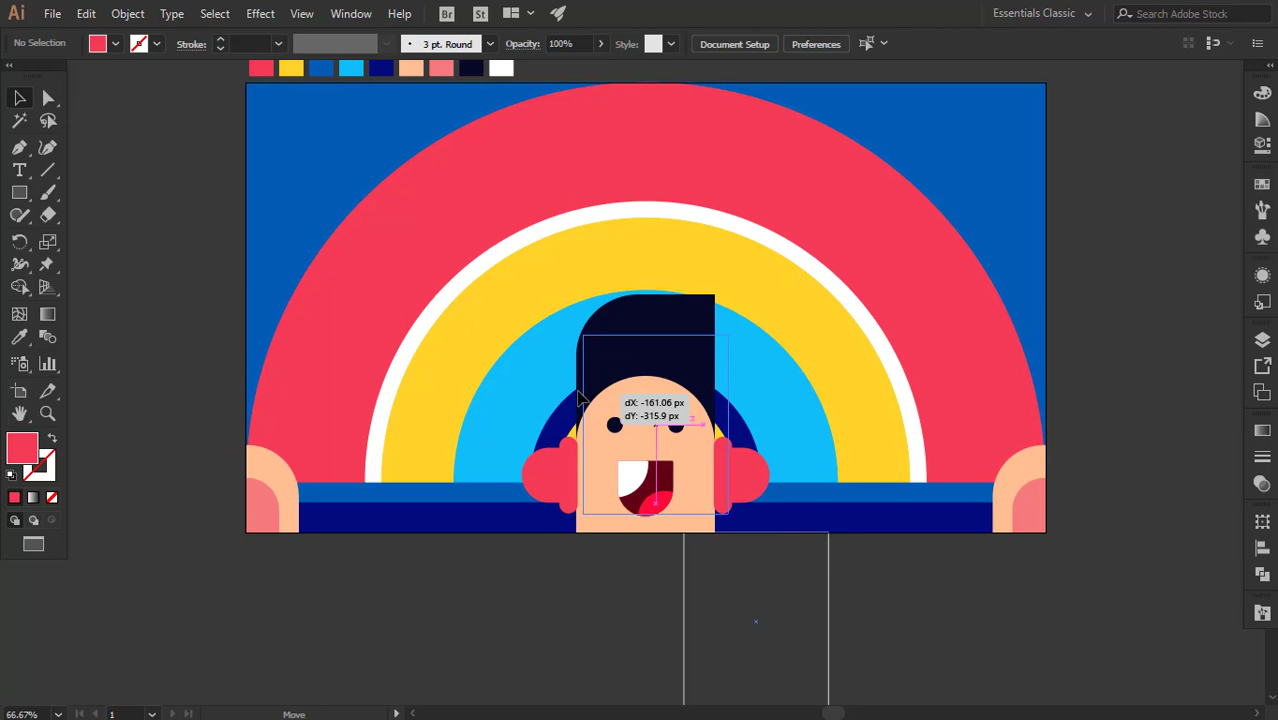 Ai File Edit Object Type Select Effect View Window Help Br St Essentials Classic Search Adobe Stock
No Selection Stroke: 3 pt. Round Opacity: 100% Style: Document Setup Preferences
dX: -161.06 px
dY: -315.9 px
66.67% 1 Move